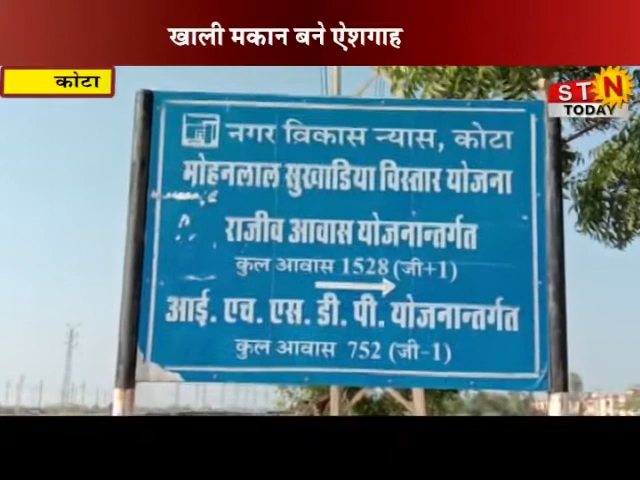 खाली मकान बने ऐशगाह
कोटा
STN
TODAY
नगर विकास न्यास, कोटा
मोहनलाल सुखाडिया विस्तार योजना
राजीव आवास योजनान्तर्गत
कुल आवास 1528 (जी+1)
आई. एच. एस. डी. पी. योजनान्तर्गत
कुल आवास 752 (जी-1)